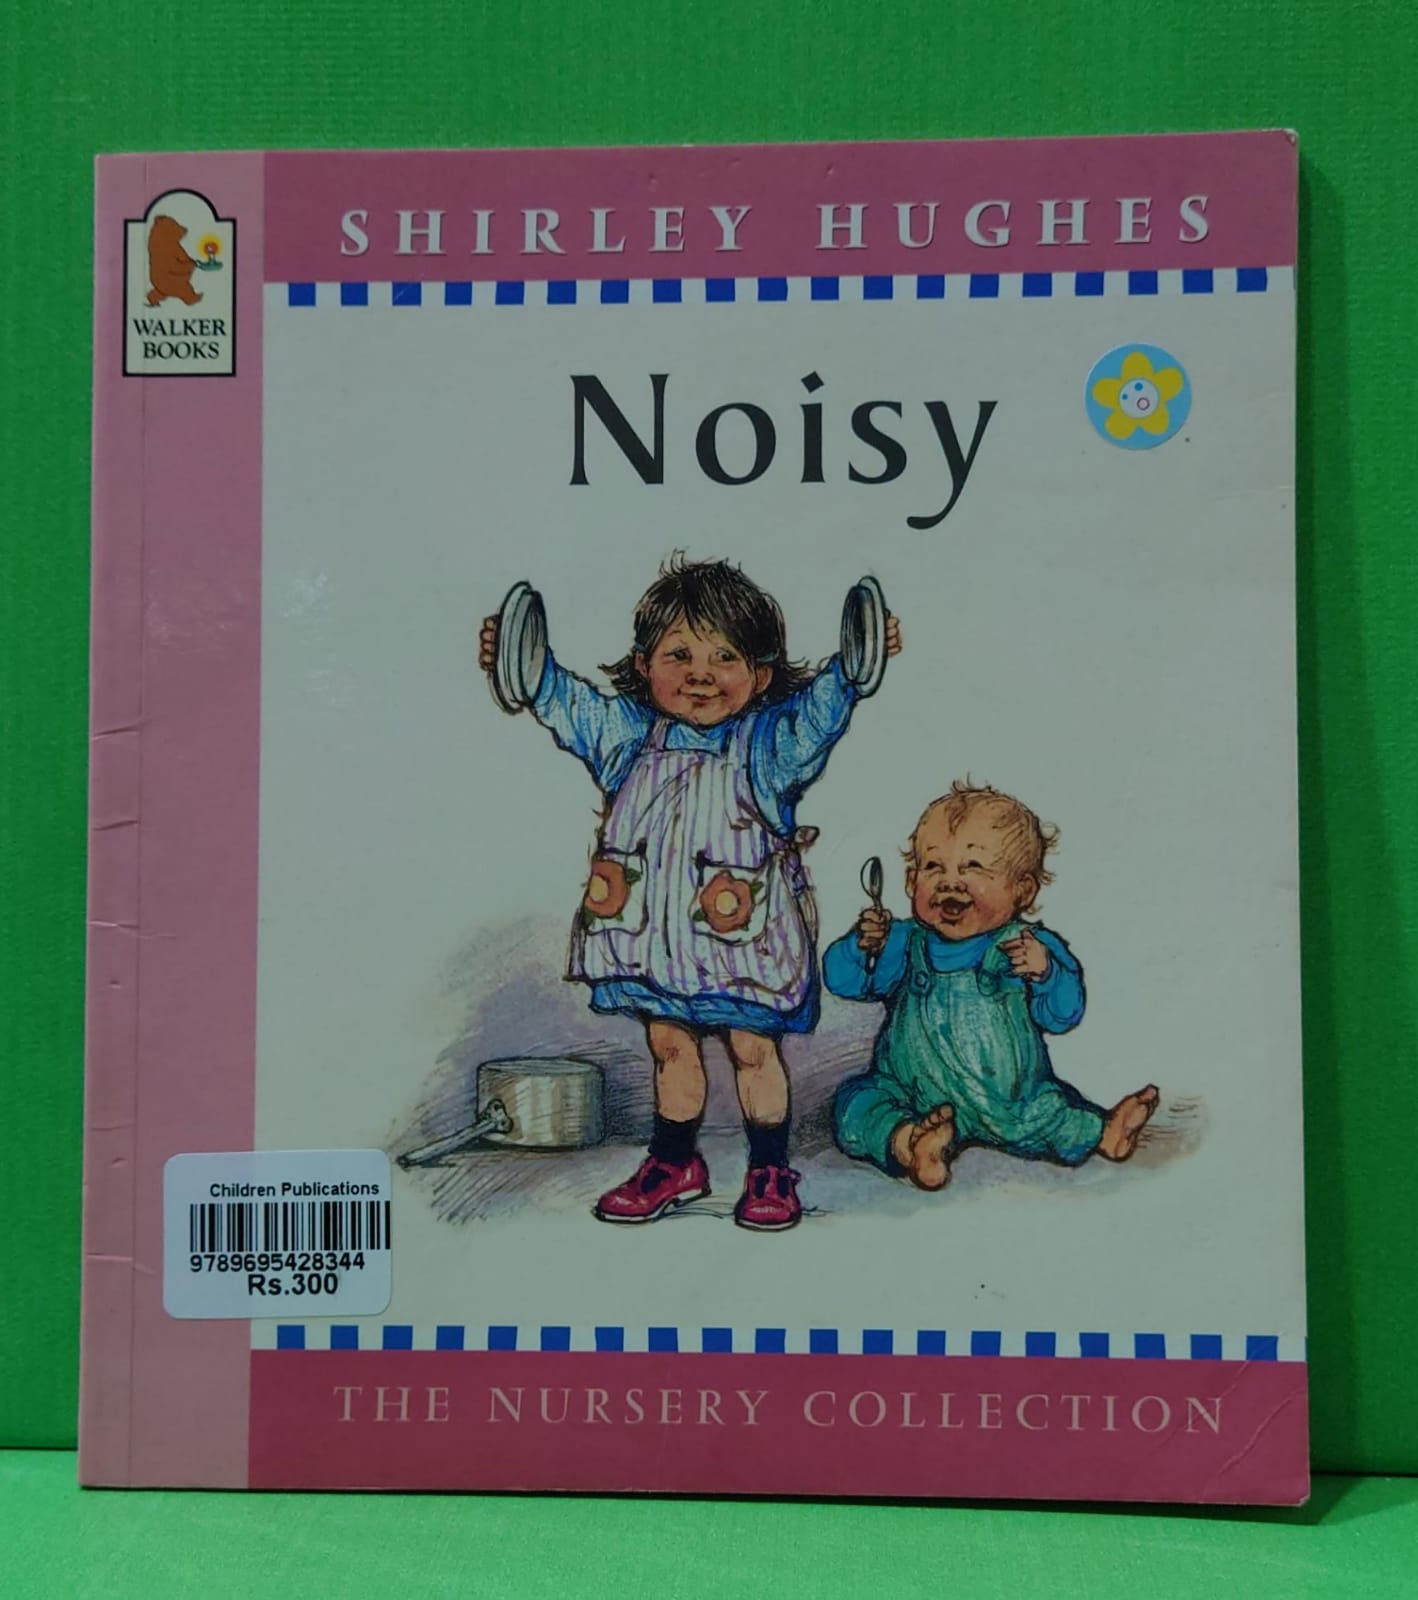 SHIRLEY HUGHES
WALKER
BOOKS
Noisy
Children Publications
9789695428344
Rs.300
THE NURSERY COLLECTION